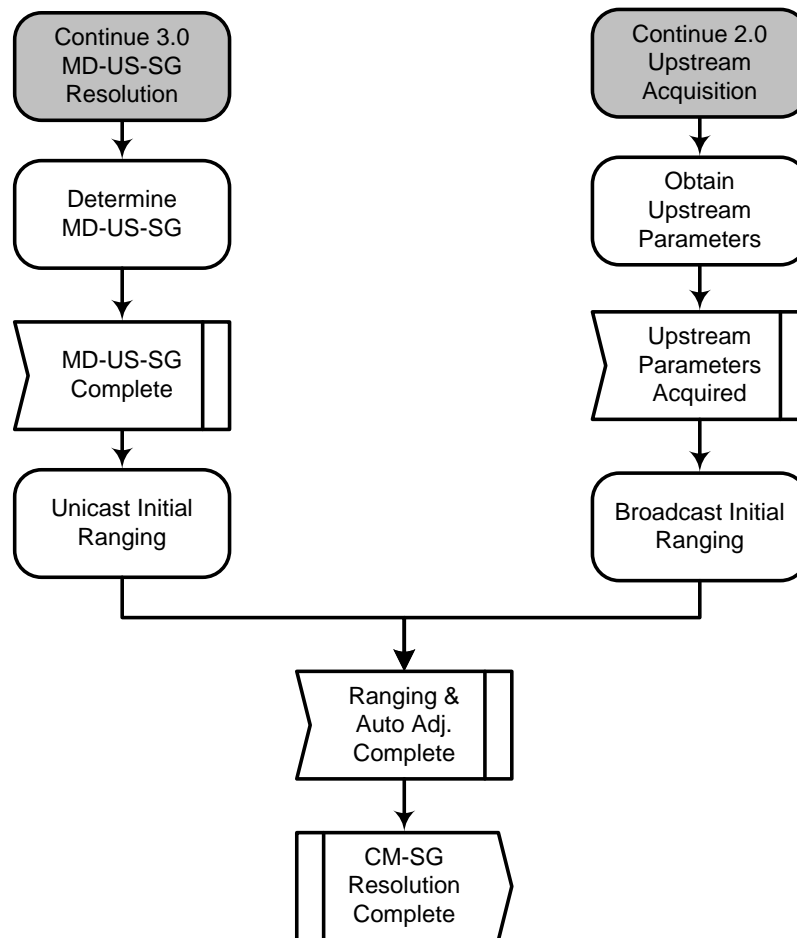 Continue 3.0
MD-US-SG
Resolution
Continue 2.0
Upstream
Acquisition
Determine
MD-US-SG
Obtain
Upstream
Parameters
MD-US-SG
Complete
Upstream
Parameters
Acquired
Unicast Initial
Ranging
Broadcast Initial
Ranging
Ranging &
Auto Adj.
Complete
CM-SG
Resolution
Complete